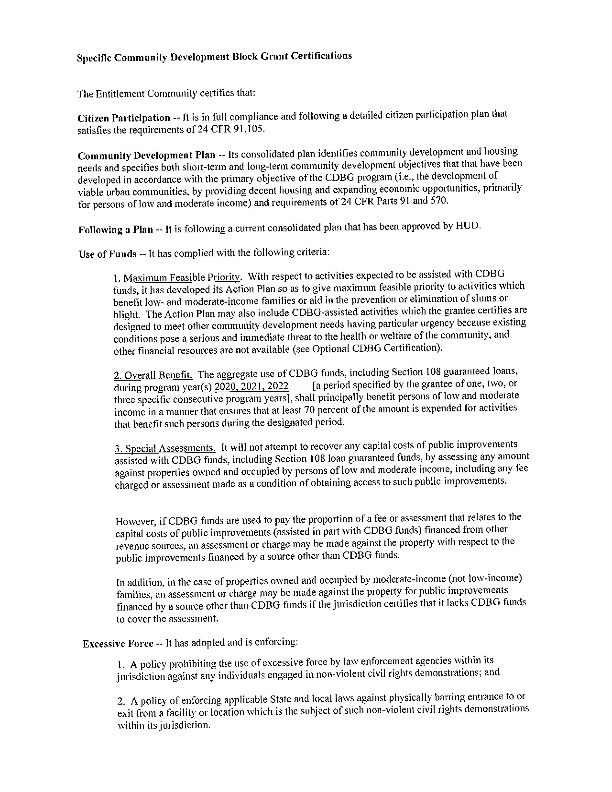 Specific Community Development Block Grant Certifications
The Entitlement Community certifies that:
Citizen Participation -- It is in full compliance and following a detailed citizen participation plan that
satisfies the requirements of 24 CFR 91.105.
Community Development Plan -- Its consolidated plan identifies community development and housing
needs and specifies both short-term and long-term community development objectives that that have been
developed in accordance with the primary objective of the CDBG program (i.e., the development of
viable urban communities, by providing decent housing and expanding economic opportunities, primarily
for persons of low and moderate income) and requirements of 24 CFR Parts 91 and 570.
Following a Plan -- It is following a current consolidated plan that has been approved by HUD.
Use of Funds -- It has complied with the following criteria:
1. Maximum Feasible Priority. With respect to activities expected to be assisted with CDBG
funds, it has developed its Action Plan so as to give maximum feasible priority to activities which
benefit low- and moderate-income families or aid in the prevention or elimination of slums or
blight. The Action Plan may also include CDBG-assisted activities which the grantee certifies are
designed to meet other community development needs having particular urgency because existing
conditions pose a serious and immediate threat to the health or welfare of the community, and
other financial resources are not available (see Optional CDBG Certification).
2. Overall Benefit. The aggregate use of CDBG funds, including Section 108 guaranteed loans,
during program year(s) 2020, 2021, 2022 [a period specified by the grantee of one, two, or
three specific consecutive program years], shall principally benefit persons of low and moderate
income in a manner that ensures that at least 70 percent of the amount is expended for activities
that benefit such persons during the designated period.
3. Special Assessments. It will not attempt to recover any capital costs of public improvements
assisted with CDBG funds, including Section 108 loan guaranteed funds, by assessing any amount
against properties owned and occupied by persons of low and moderate income, including any fee
charged or assessment made as a condition of obtaining access to such public improvements.
However, if CDBG funds are used to pay the proportion of a fee or assessment that relates to the
capital costs of public improvements (assisted in part with CDBG funds) financed from other
revenue sources, an assessment or charge may be made against the property with respect to the
public improvements financed by a source other than CDBG funds.
In addition, in the case of properties owned and occupied by moderate-income (not low-income)
families, an assessment or charge may be made against the property for public improvements
financed by a source other than CDBG funds if the jurisdiction certifies that it lacks CDBG funds
to cover the assessment.
Excessive Force -- It has adopted and is enforcing:
1. A policy prohibiting the use of excessive force by law enforcement agencies within its
jurisdiction against any individuals engaged in non-violent civil rights demonstrations; and
2. A policy of enforcing applicable State and local laws against physically barring entrance to or
exit from a facility or location which is the subject of such non-violent civil rights demonstrations
within its jurisdiction.